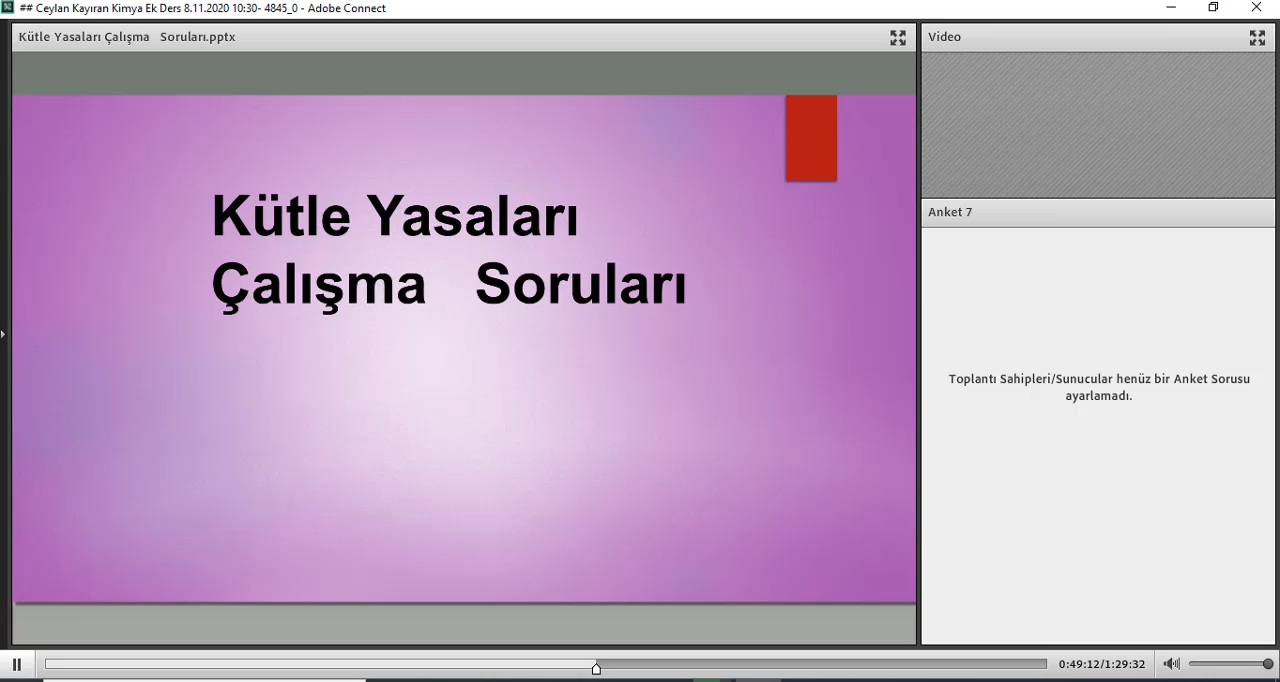 ## Ceylan Kayıran Kimya Ek Ders 8.11.2020 10:30- 4845_0 - Adobe Connect
Kütle Yasaları Çalışma   Soruları.pptx
Video
Kütle Yasaları
Çalışma   Soruları
Anket 7
Toplantı Sahipleri/Sunucular henüz bir Anket Sorusu
ayarlamadı.
0:49:12/1:29:32